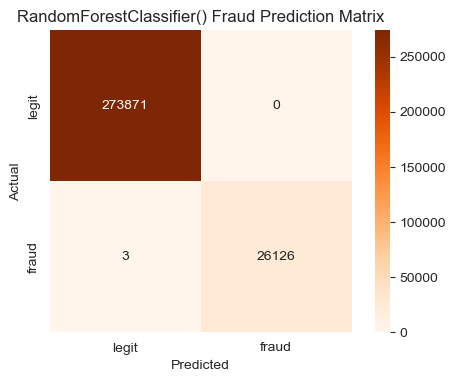 RandomForestClassifier() Fraud Prediction Matrix
legit
273871
0
Actual
fraud
3
26126
legit
fraud
Predicted
250000
200000
150000
100000
50000
0